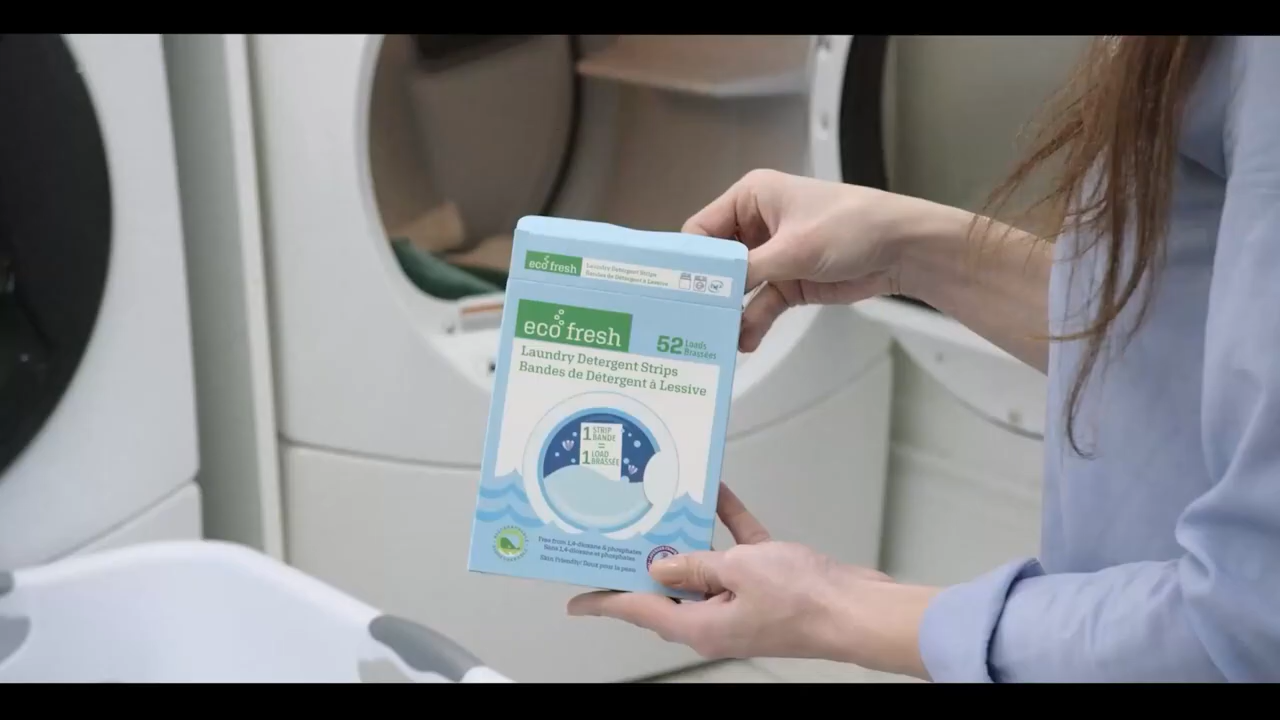 eco fresh
Laundry Detergent Strips
Bandes de Détergent à Lessive
eco fresh
52 Loads
Brassées
Laundry Detergent Strips
Bandes de Détergent à Lessive
1 STRIP
BANDE
=
1 LOAD
BRASSÉE
Free from 1,4-dioxane & phosphates
Sans 1,4-dioxane et phosphates
Skin Friendly! Doux pour la peau